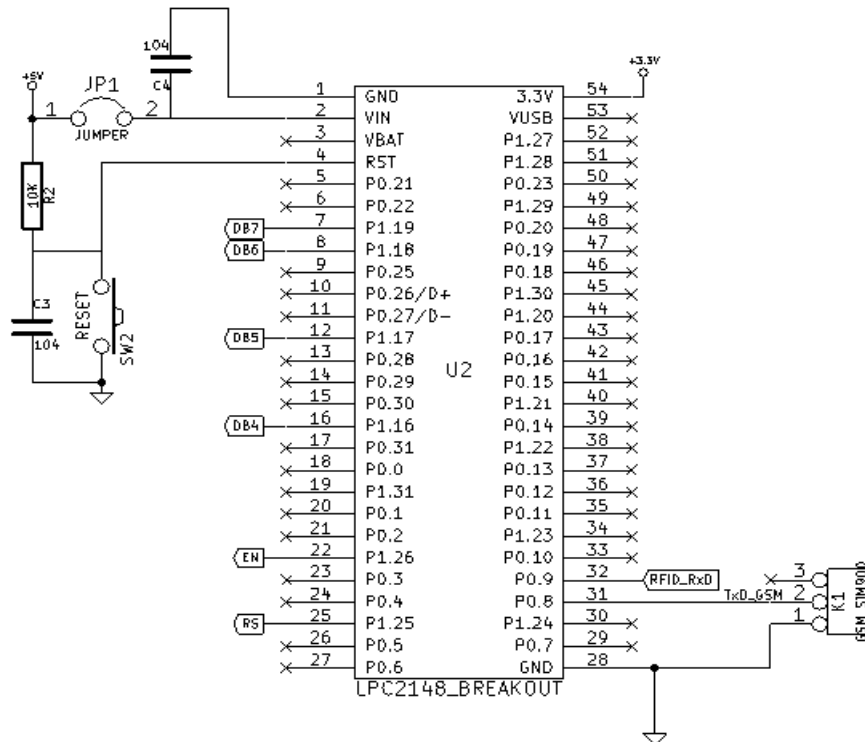 104
C4
+5V
JP1
1
2
JUMPER
10K
R2
C3
104
RESET
SW2
+3.3V
1 GND 3.3V 54
2 VIN VUSB 53
3 VBAT P1.27 52
4 RST P1.28 51
5 P0.21 P0.23 50
6 P0.22 P1.29 49
DB7 7 P1.19 P0.20 48
DB6 8 P1.18 P0.19 47
9 P0.25 P0.18 46
10 P0.26/D+ P1.30 45
11 P0.27/D- P1.20 44
DB5 12 P1.17 P0.17 43
13 P0.28 P0.16 42
14 P0.29 P0.15 41
15 P0.30 P1.21 40
DB4 16 P1.16 P0.14 39
17 P0.31 P1.22 38
18 P0.0 P0.13 37
19 P1.31 P0.12 36
20 P0.1 P0.11 35
21 P0.2 P1.23 34
EN 22 P1.26 P0.10 33
23 P0.3 P0.9 32 RFID_RxD
24 P0.4 P0.8 31 TxD_GSM
RS 25 P1.25 P1.24 30
26 P0.5 P0.7 29
27 P0.6 GND 28
U2
LPC2148_BREAKOUT
3
2
1
K1